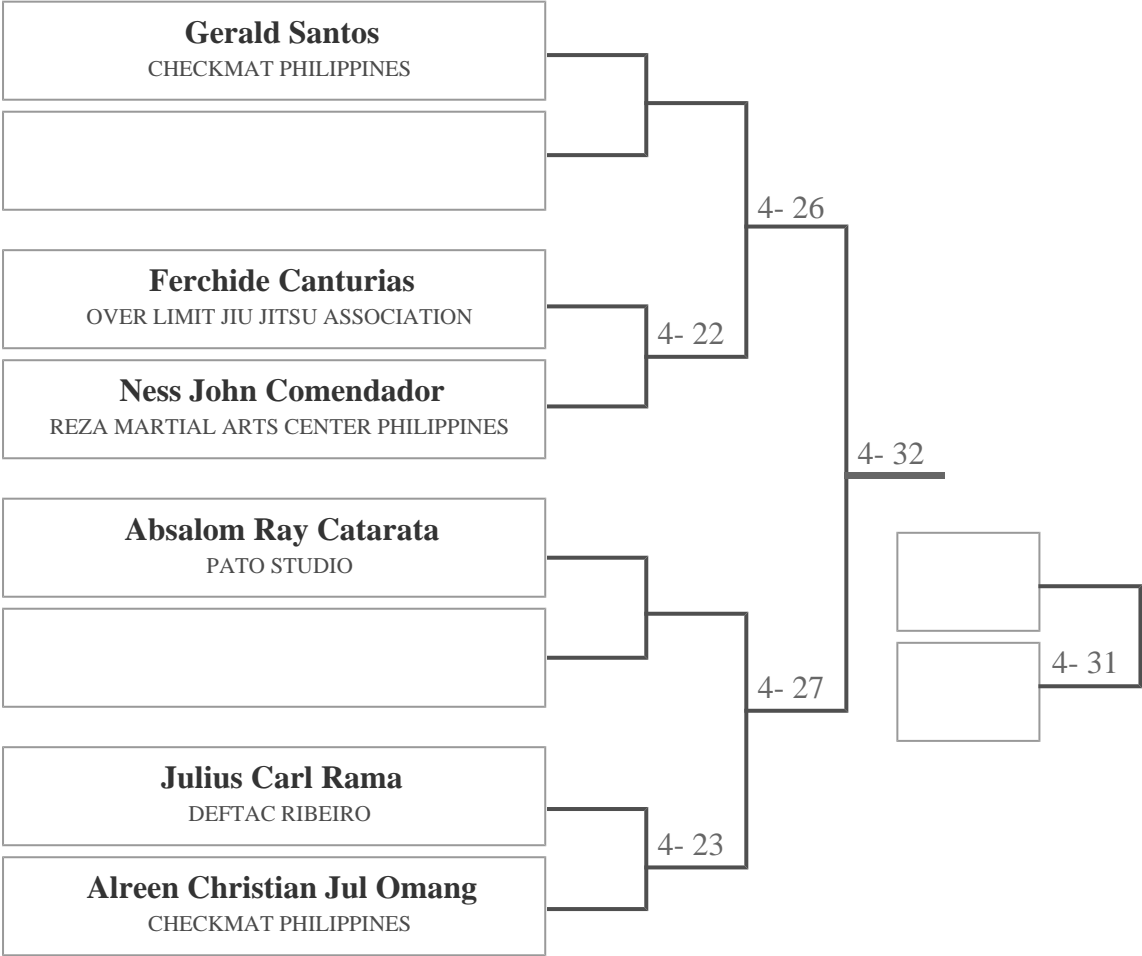 Gerald Santos
CHECKMAT PHILIPPINES
4- 26
Ferchide Canturias
OVER LIMIT JIU JITSU ASSOCIATION
4- 22
Ness John Comendador
REZA MARTIAL ARTS CENTER PHILIPPINES
4- 32
Absalom Ray Catarata
PATO STUDIO
4- 31
4- 27
Julius Carl Rama
DEFTAC RIBEIRO
4- 23
Alreen Christian Jul Omang
CHECKMAT PHILIPPINES